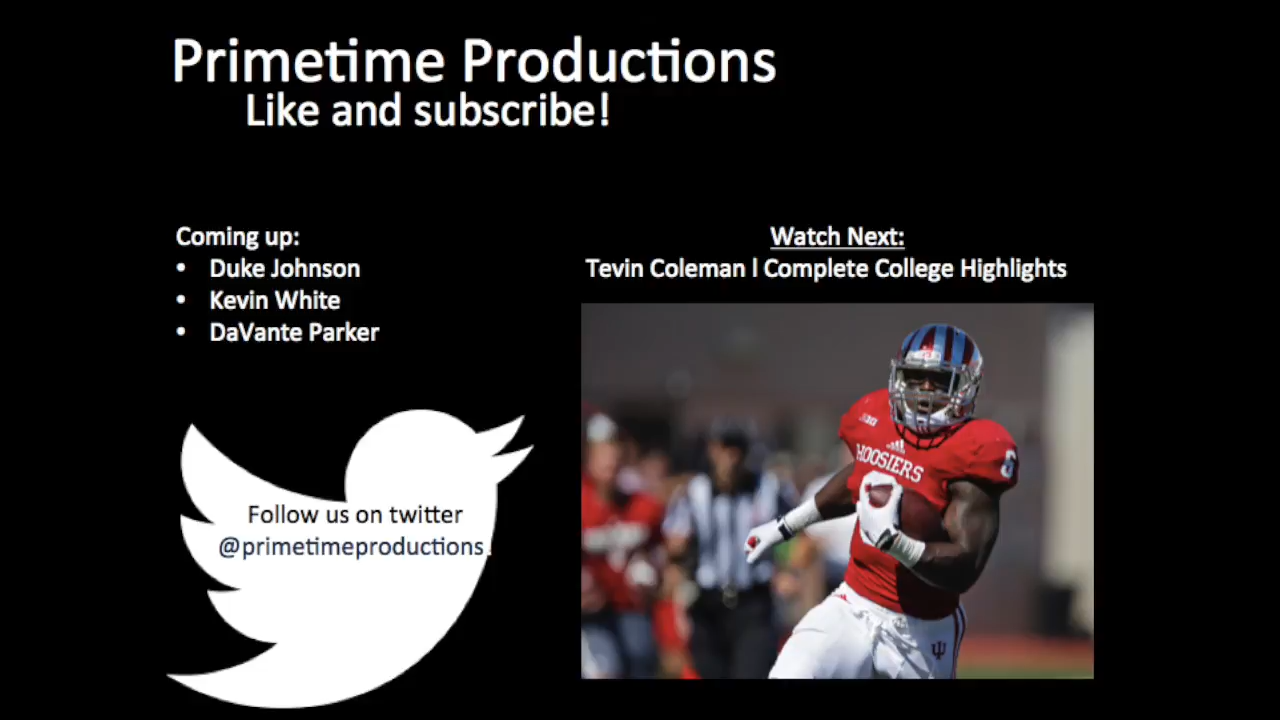 Primetime Productions
Like and subscribe!
Coming up:
• Duke Johnson
• Kevin White
• DaVante Parker
Follow us on twitter
@primetimeproductions.
Watch Next:
Tevin Coleman l Complete College Highlights
HOOSIERS